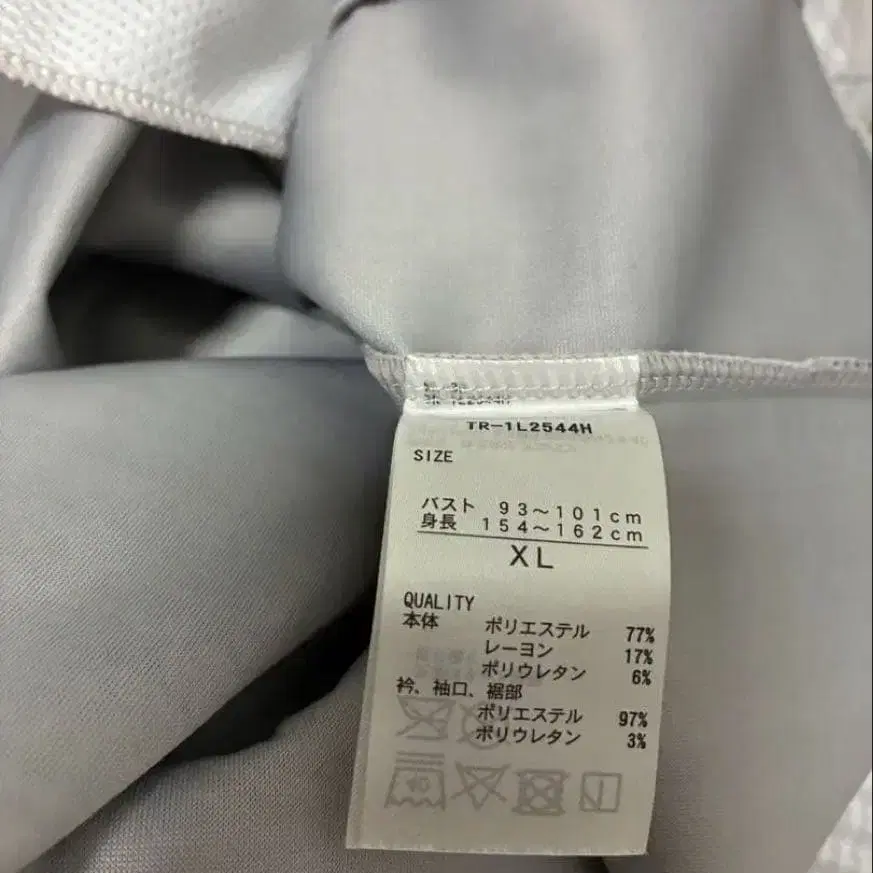 TR-1L2544H
SIZE
バスト 93～101cm
身長 154～162cm
XL
QUALITY
本体 ポリエステル 77%
レーヨン 17%
ポリウレタン 6%
衿、袖口、裾部
ポリエステル 97%
ポリウレタン 3%